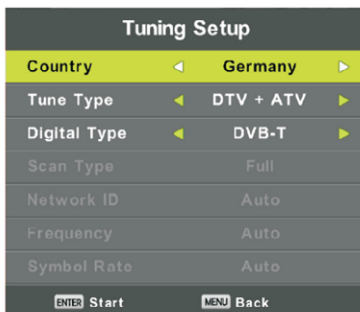 Tuning Setup
Country Germany
Tune Type DTV + ATV
Digital Type DVB-T
Scan Type Full
Network ID Auto
Frequency Auto
Symbol Rate Auto
ENTER Start MENU Back